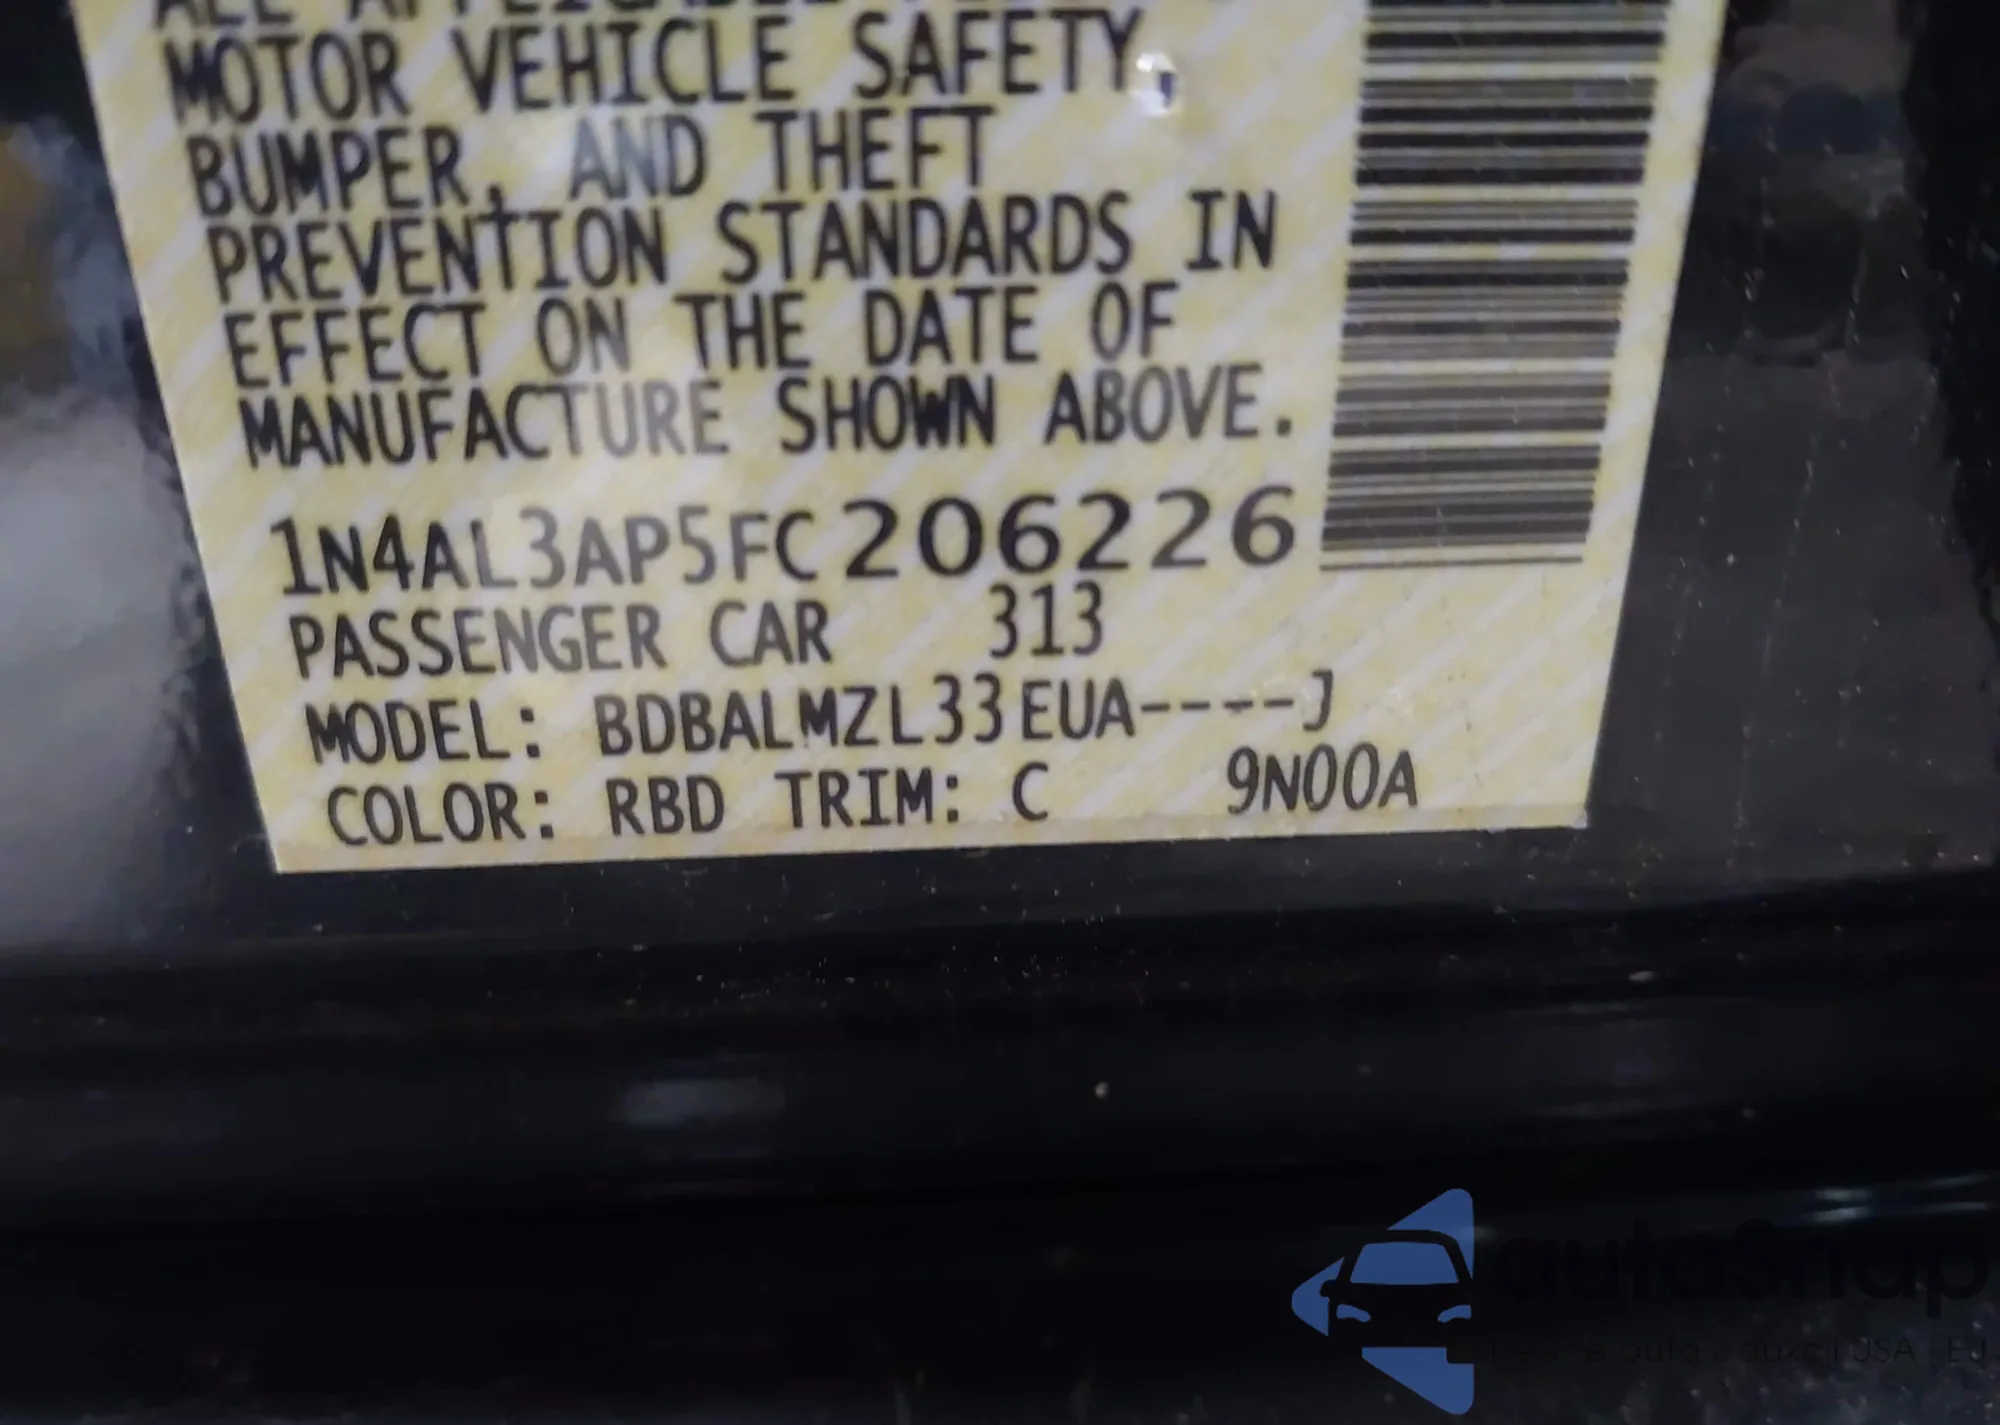 MOTOR VEHICLE SAFETY,
BUMPER, AND THEFT
PREVENTION STANDARDS IN
EFFECT ON THE DATE OF
MANUFACTURE SHOWN ABOVE.
1N4AL3AP5FC206226
PASSENGER CAR 313
MODEL: BDBALMZL33EUA----J
COLOR: RBD TRIM: C 9N00A
autoSnap